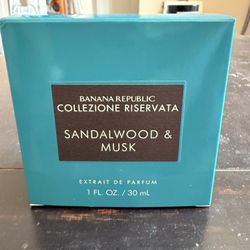 BANANA REPUBLIC
COLLEZIONE RISERVATA
SANDALWOOD &
MUSK
EXTRAIT DE PARFUM
1 FL. OZ. / 30 mL